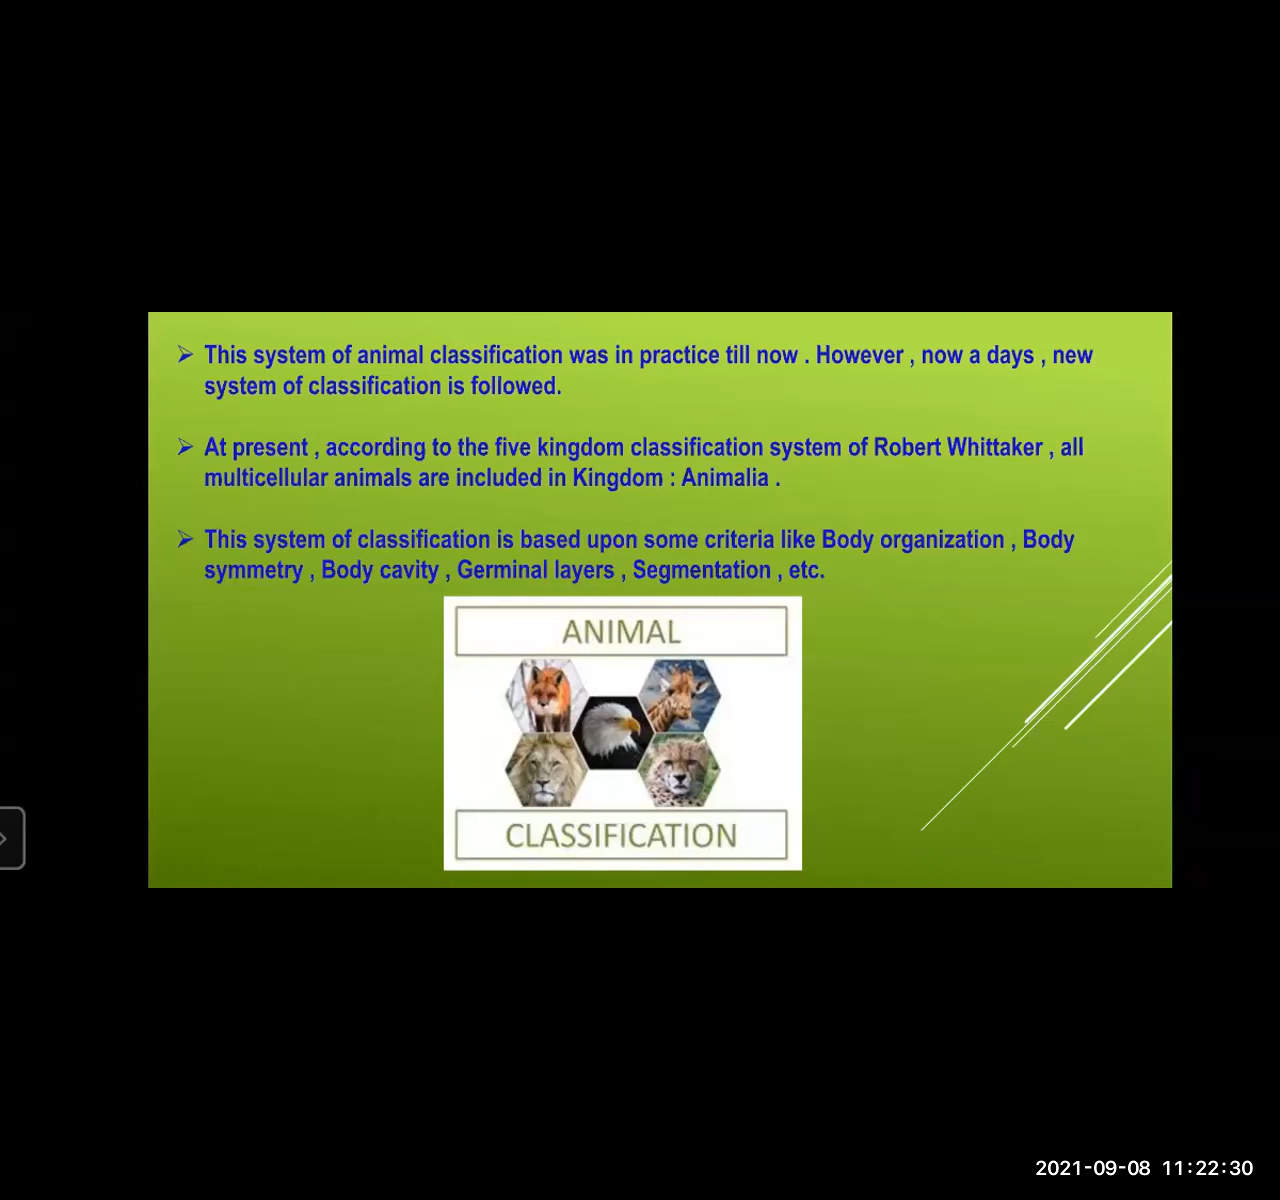 This system of animal classification was in practice till now . However , now a days , new
system of classification is followed.
At present , according to the five kingdom classification system of Robert Whittaker , all
multicellular animals are included in Kingdom : Animalia .
This system of classification is based upon some criteria like Body organization , Body
symmetry , Body cavity , Germinal layers , Segmentation , etc.
ANIMAL
CLASSIFICATION
2021-09-08 11:22:30